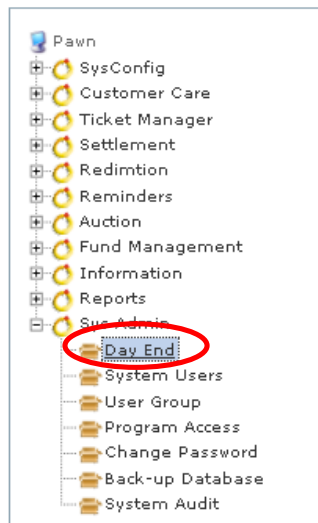 Pawn
SysConfig
Customer Care
Ticket Manager
Settlement
Redimtion
Reminders
Auction
Fund Management
Information
Reports
Sys Admin
Day End
System Users
User Group
Program Access
Change Password
Back-up Database
System Audit